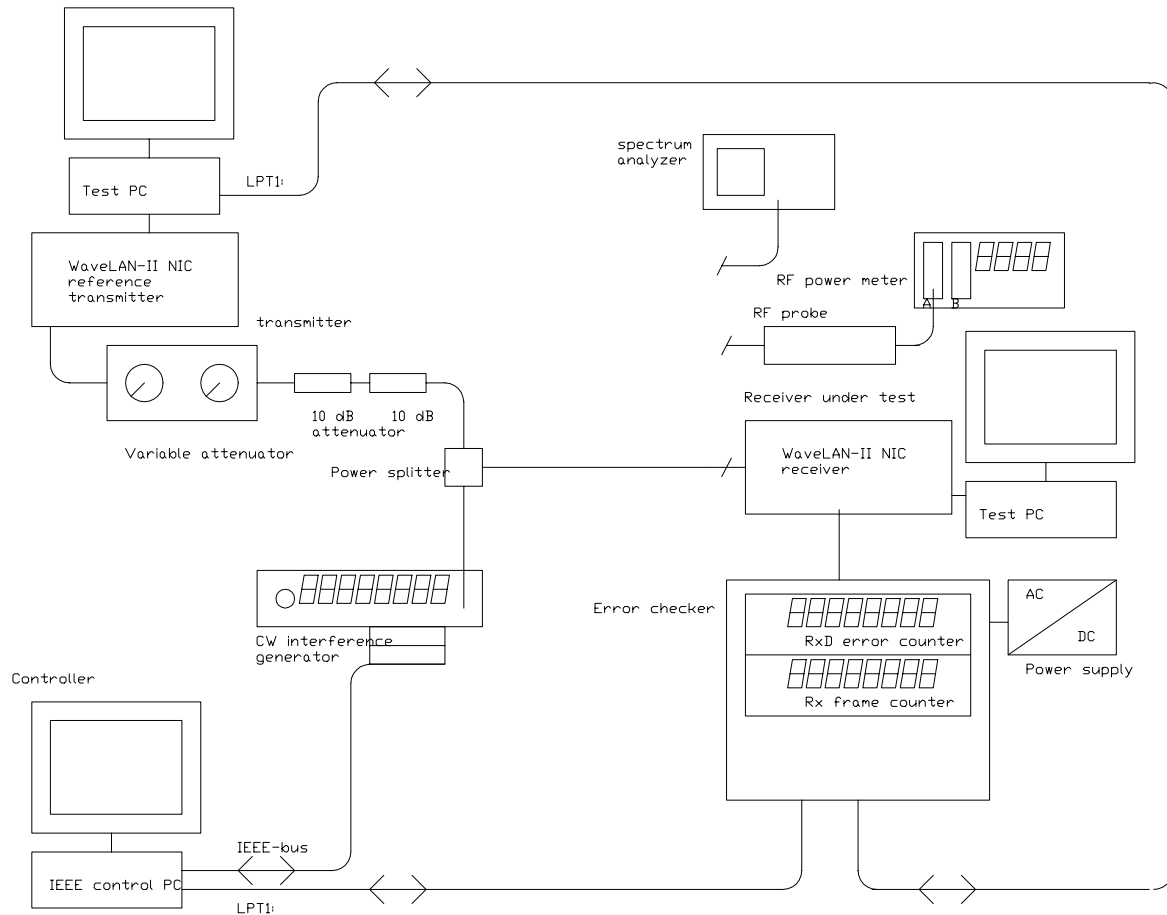 spectrum
analyzer
Test PC
LPT1:
WaveLAN-II NIC
reference
transmitter
RF power meter
A B
RF probe
transmitter
Receiver under test
10 dB 10 dB
attenuator
Variable attenuator
WaveLAN-II NIC
receiver
Power splitter
Test PC
Error checker
AC
DC
RxD error counter
CW interference
generator
Power supply
Controller
Rx frame counter
IEEE-bus
IEEE control PC
LPT1: